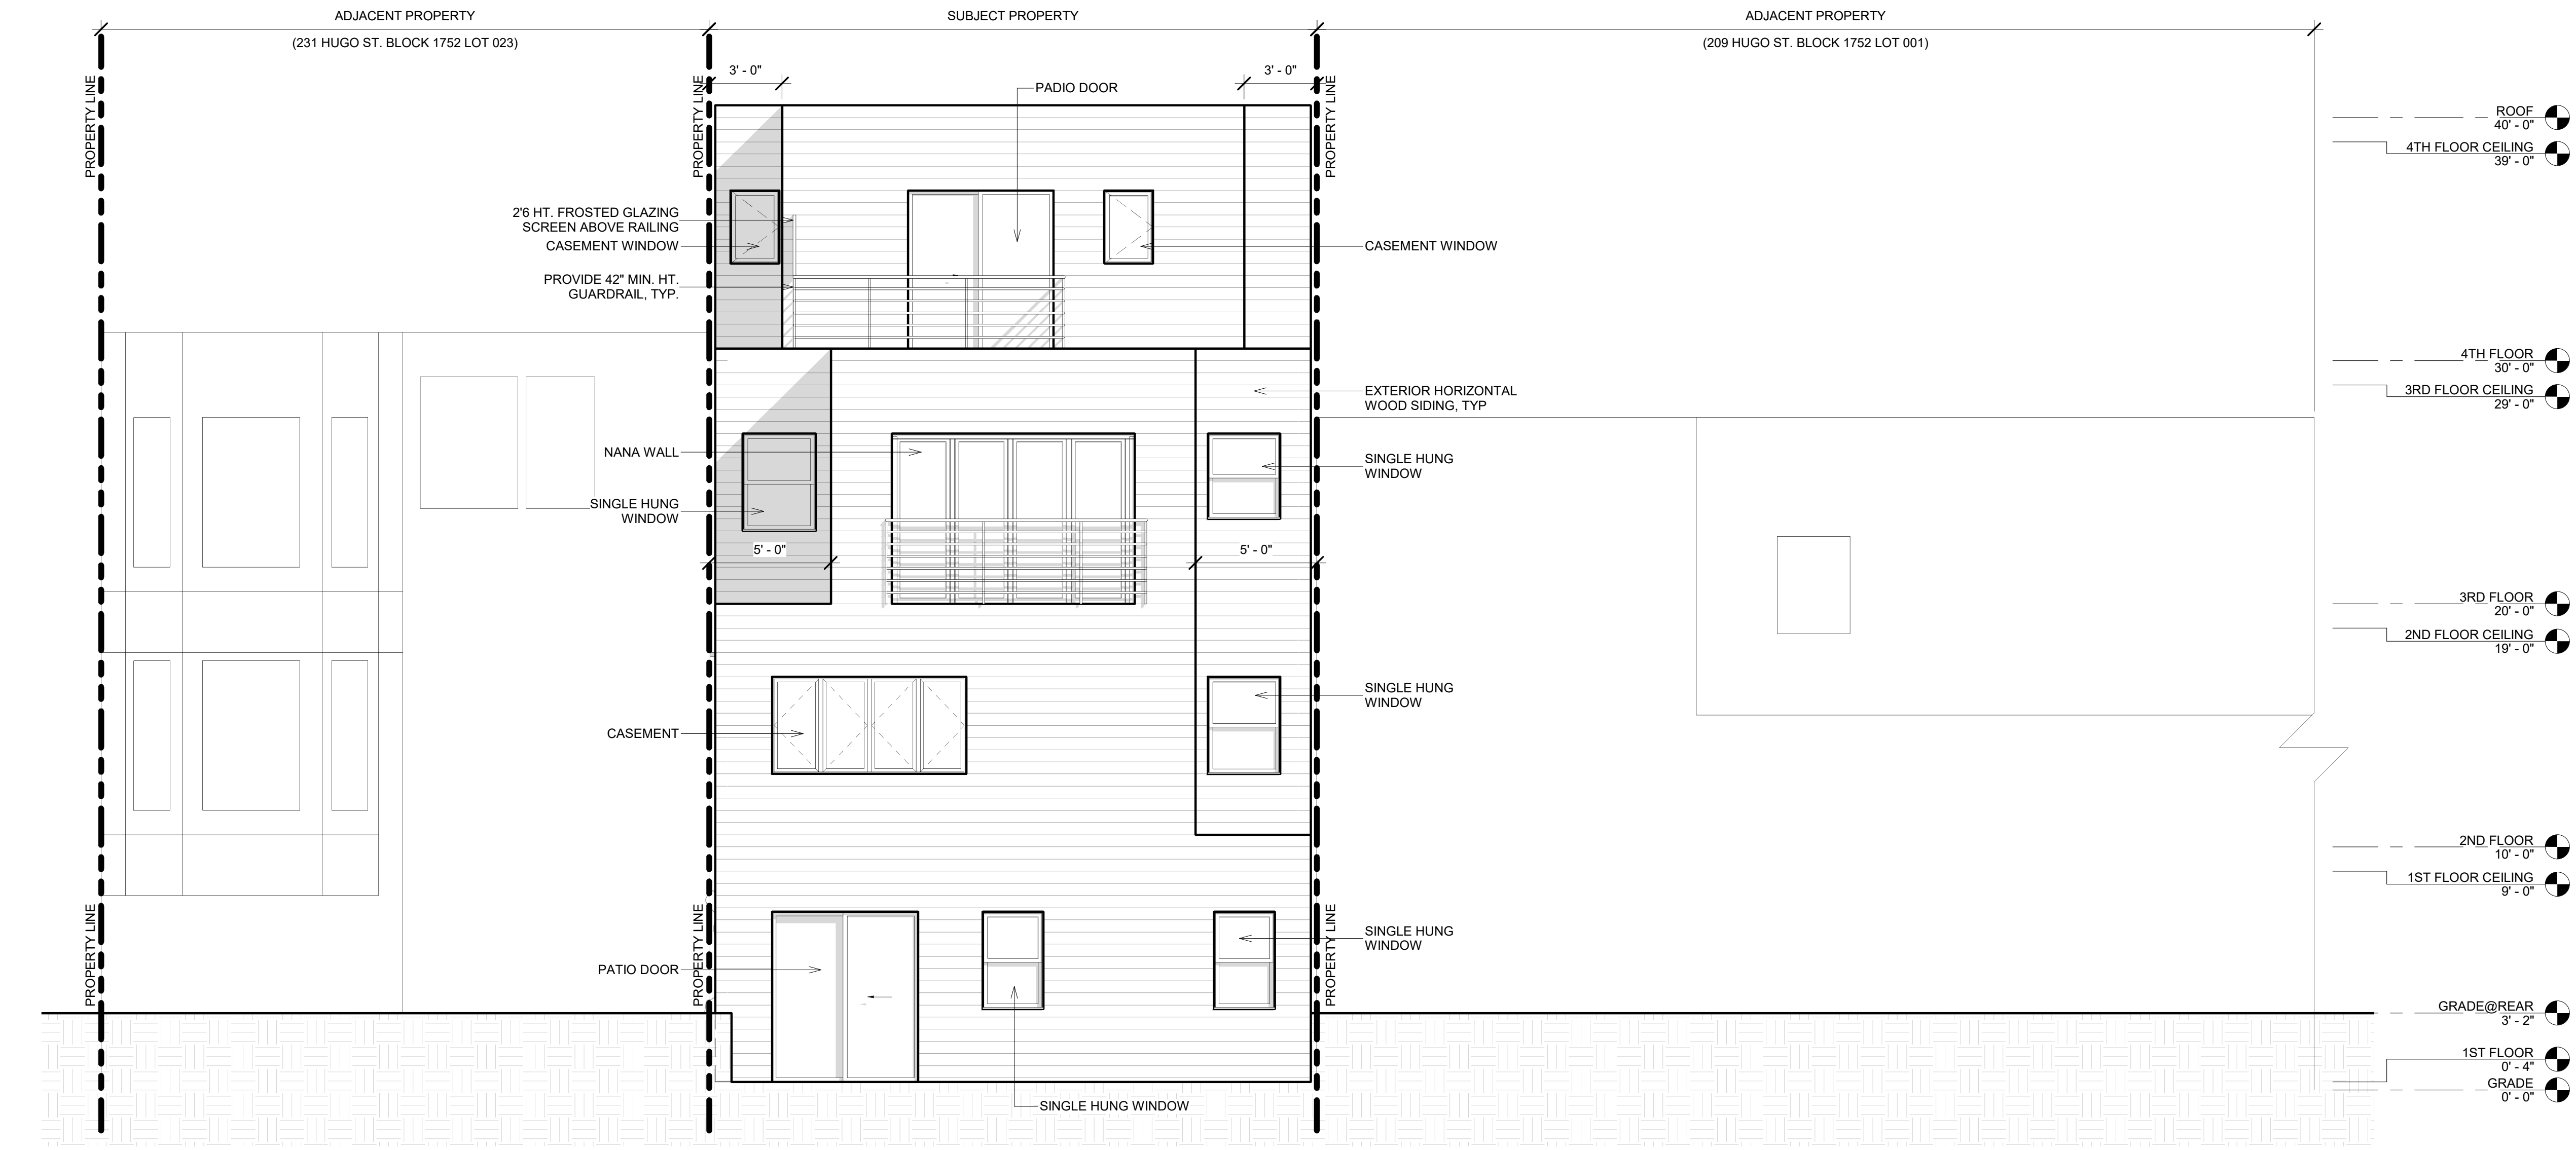 ADJACENT PROPERTY
SUBJECT PROPERTY
ADJACENT PROPERTY
(231 HUGO ST. BLOCK 1752 LOT 023)
(209 HUGO ST. BLOCK 1752 LOT 001)
3' - 0"
3' - 0"
PROPERTY LINE
PROPERTY LINE
PROPERTY LINE
PADIO DOOR
ROOF
40' - 0"
4TH FLOOR CEILING
39' - 0"
2'6 HT. FROSTED GLAZING
SCREEN ABOVE RAILING
CASEMENT WINDOW
CASEMENT WINDOW
PROVIDE 42" MIN. HT.
GUARDRAIL, TYP.
4TH FLOOR
30' - 0"
EXTERIOR HORIZONTAL
WOOD SIDING, TYP
3RD FLOOR CEILING
29' - 0"
NANA WALL
SINGLE HUNG
WINDOW
SINGLE HUNG
WINDOW
5' - 0"
5' - 0"
3RD FLOOR
20' - 0"
2ND FLOOR CEILING
19' - 0"
SINGLE HUNG
WINDOW
CASEMENT
2ND FLOOR
10' - 0"
1ST FLOOR CEILING
9' - 0"
PROPERTY LINE
PROPERTY LINE
PROPERTY LINE
SINGLE HUNG
WINDOW
PATIO DOOR
GRADE@REAR
3' - 2"
1ST FLOOR
0' - 4"
GRADE
0' - 0"
SINGLE HUNG WINDOW